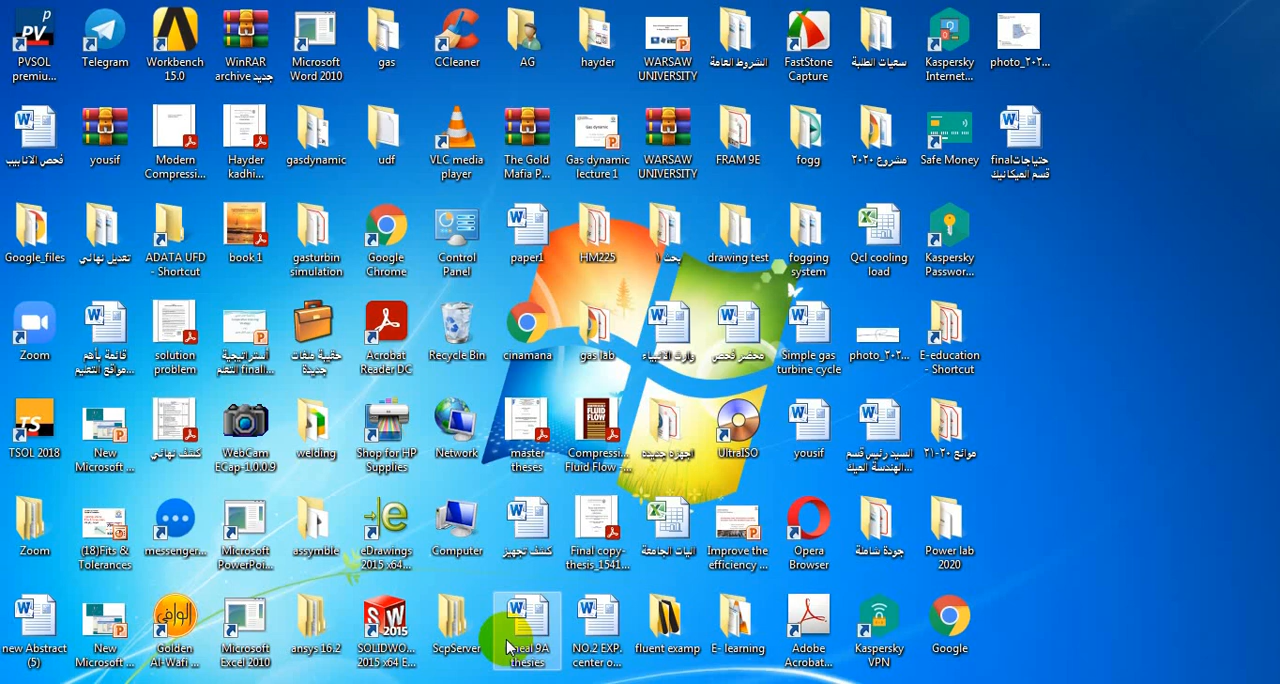 PVSOL
premiu...
Telegram
Workbench
15.0
WinRAR
archive جديد
Microsoft
Word 2010
gas
CCleaner
AG
hayder
WARSAW
UNIVERSITY
الشروط العامة
FastStone
Capture
سعيات الطلبة
Kaspersky
Internet...
photo_٢٠٢...
فحص الانابيب
yousif
Modern
Compressi...
Hayder
kadhi...
gasdynamic
udf
VLC media
player
The Gold
Mafia P...
Gas dynamic
lecture 1
WARSAW
UNIVERSITY
FRAM 9E
fogg
مشروع ٢٠٢٠
Safe Money
احتياجاتfinal
قسم الميكانيك
Google_files
تعديل نهائي
ADATA UFD
- Shortcut
book 1
gasturbin
simulation
Google
Chrome
Control
Panel
paper1
HM225
بحث ١
drawing test
fogging
system
Qcl cooling
load
Kaspersky
Passwor...
Zoom
قائمة بأهم
مواقع التعليم...
solution
problem
أستراتيجية
التعلم finall...
حقيبة ملفات
جديدة
Acrobat
Reader DC
Recycle Bin
cinamana
gas lab
وارث الانبياء
محضر فحص
Simple gas
turbine cycle
photo_٢٠٢...
E-education
- Shortcut
TSOL 2018
New
Microsoft ...
كشف نهائي
WebCam
ECap-1.0.0.9
welding
Shop for HP
Supplies
Network
master
theses
Compressi...
Fluid Flow -...
اجهزة جديدة
UltraISO
yousif
السيد رئيس قسم
الهندسة الميك...
موانح ٢٠-٢١
Zoom
(18)Fits &
Tolerances
messenger...
Microsoft
PowerPoi...
assymble
eDrawings
2015 x64...
Computer
كشف تجهيز
Final copy-
thesis_1541...
اليات الجامعة
Improve the
efficiency ...
Opera
Browser
جودة شاملة
Power lab
2020
new Abstract
(5)
New
Microsoft ...
Golden
Al-Wafi ...
Microsoft
Excel 2010
ansys 16.2
SOLIDWO...
2015 x64 E...
ScpServer
9A
thesies
NO.2 EXP.
center o...
fluent examp
E- learning
Adobe
Acrobat...
Kaspersky
VPN
Google